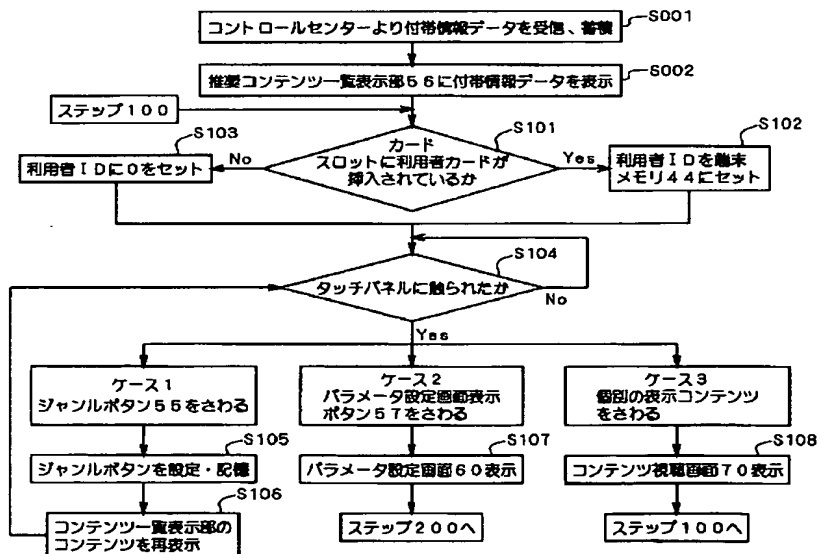 コントロールセンターより付帯情報データを受信、蓄積
S001
推奨コンテンツ一覧表示部56に付帯情報データを表示
S002
ステップ100
S103
利用者IDに0をセット
No
カード
スロットに利用者カードが
挿入されているか
S101
Yes
S102
利用者IDを端末
メモリ44にセット
タッチパネルに触られたか
S104
No
Yes
ケース1
ジャンルボタン55をさわる
ケース2
パラメータ設定画面表示
ボタン57をさわる
ケース3
個別の表示コンテンツ
をさわる
S105
ジャンルボタンを設定・記憶
S107
パラメータ設定画面60表示
S108
コンテンツ視聴画面70表示
S106
コンテンツ一覧表示部の
コンテンツを再表示
ステップ200へ
ステップ100へ